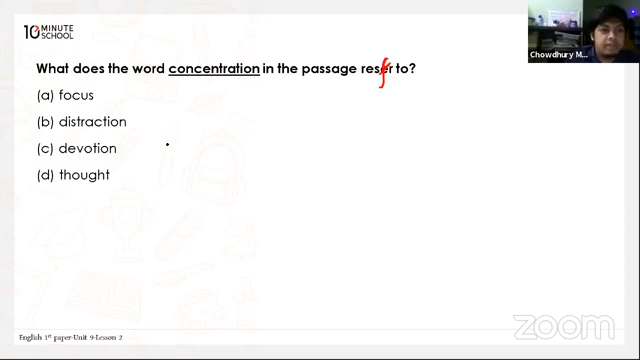 10 MINUTE
SCHOOL
What does the word concentration in the passage reser to?
f
(a) focus
(b) distraction
(c) devotion
(d) thought
Chowdhury M...
English 1st paper-Unit 9-Lesson 2
zoom